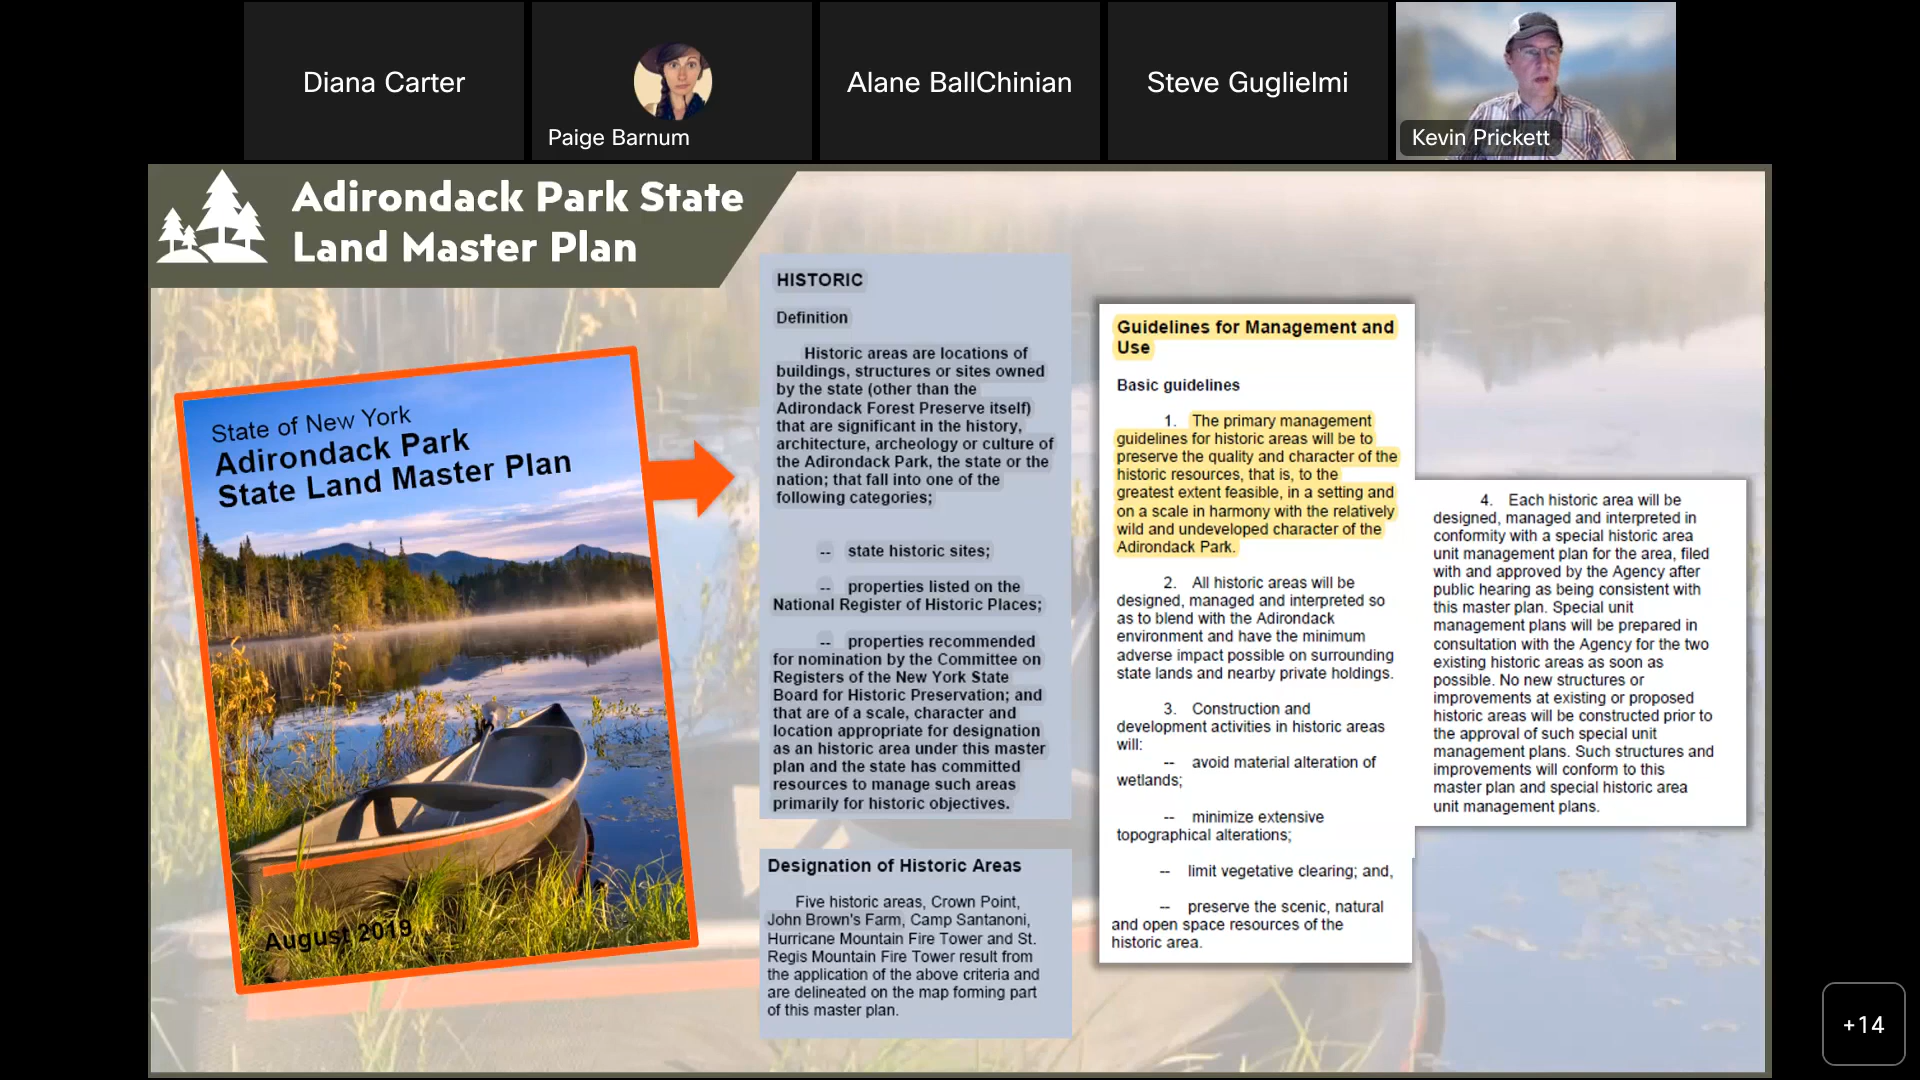 Diana Carter
Paige Barnum
Alane BallChinian
Steve Guglielmi
Kevin Prickett
Adirondack Park State
Land Master Plan
State of New York
Adirondack Park
State Land Master Plan
August 2019
HISTORIC
Definition
Historic areas are locations of
buildings, structures or sites owned
by the state (other than the
Adirondack Forest Preserve itself)
that are significant in the history,
architecture, archeology or culture of
the Adirondack Park, the state or the
nation; that fall into one of the
following categories;
-- state historic sites;
-- properties listed on the
National Register of Historic Places;
-- properties recommended
for nomination by the Committee on
Registers of the New York State
Board for Historic Preservation; and
that are of a scale, character and
location appropriate for designation
as an historic area under this master
plan and the state has committed
resources to manage such areas
primarily for historic objectives.
Designation of Historic Areas
Five historic areas, Crown Point,
John Brown's Farm, Camp Santanoni,
Hurricane Mountain Fire Tower and St.
Regis Mountain Fire Tower result from
the application of the above criteria and
are delineated on the map forming part
of this master plan.
Guidelines for Management and
Use
Basic guidelines
1. The primary management
guidelines for historic areas will be to
preserve the quality and character of the
historic resources, that is, to the
greatest extent feasible, in a setting and
on a scale in harmony with the relatively
wild and undeveloped character of the
Adirondack Park.
2. All historic areas will be
designed, managed and interpreted so
as to blend with the Adirondack
environment and have the minimum
adverse impact possible on surrounding
state lands and nearby private holdings.
3. Construction and
development activities in historic areas
will:
-- avoid material alteration of
wetlands;
-- minimize extensive
topographical alterations;
-- limit vegetative clearing; and,
-- preserve the scenic, natural
and open space resources of the
historic area.
4. Each historic area will be
designed, managed and interpreted in
conformity with a special historic area
unit management plan for the area, filed
with and approved by the Agency after
public hearing as being consistent with
this master plan. Special unit
management plans will be prepared in
consultation with the Agency for the two
existing historic areas as soon as
possible. No new structures or
improvements at existing or proposed
historic areas will be constructed prior to
the approval of such special unit
management plans. Such structures and
improvements will conform to this
master plan and special historic area
unit management plans.
+14